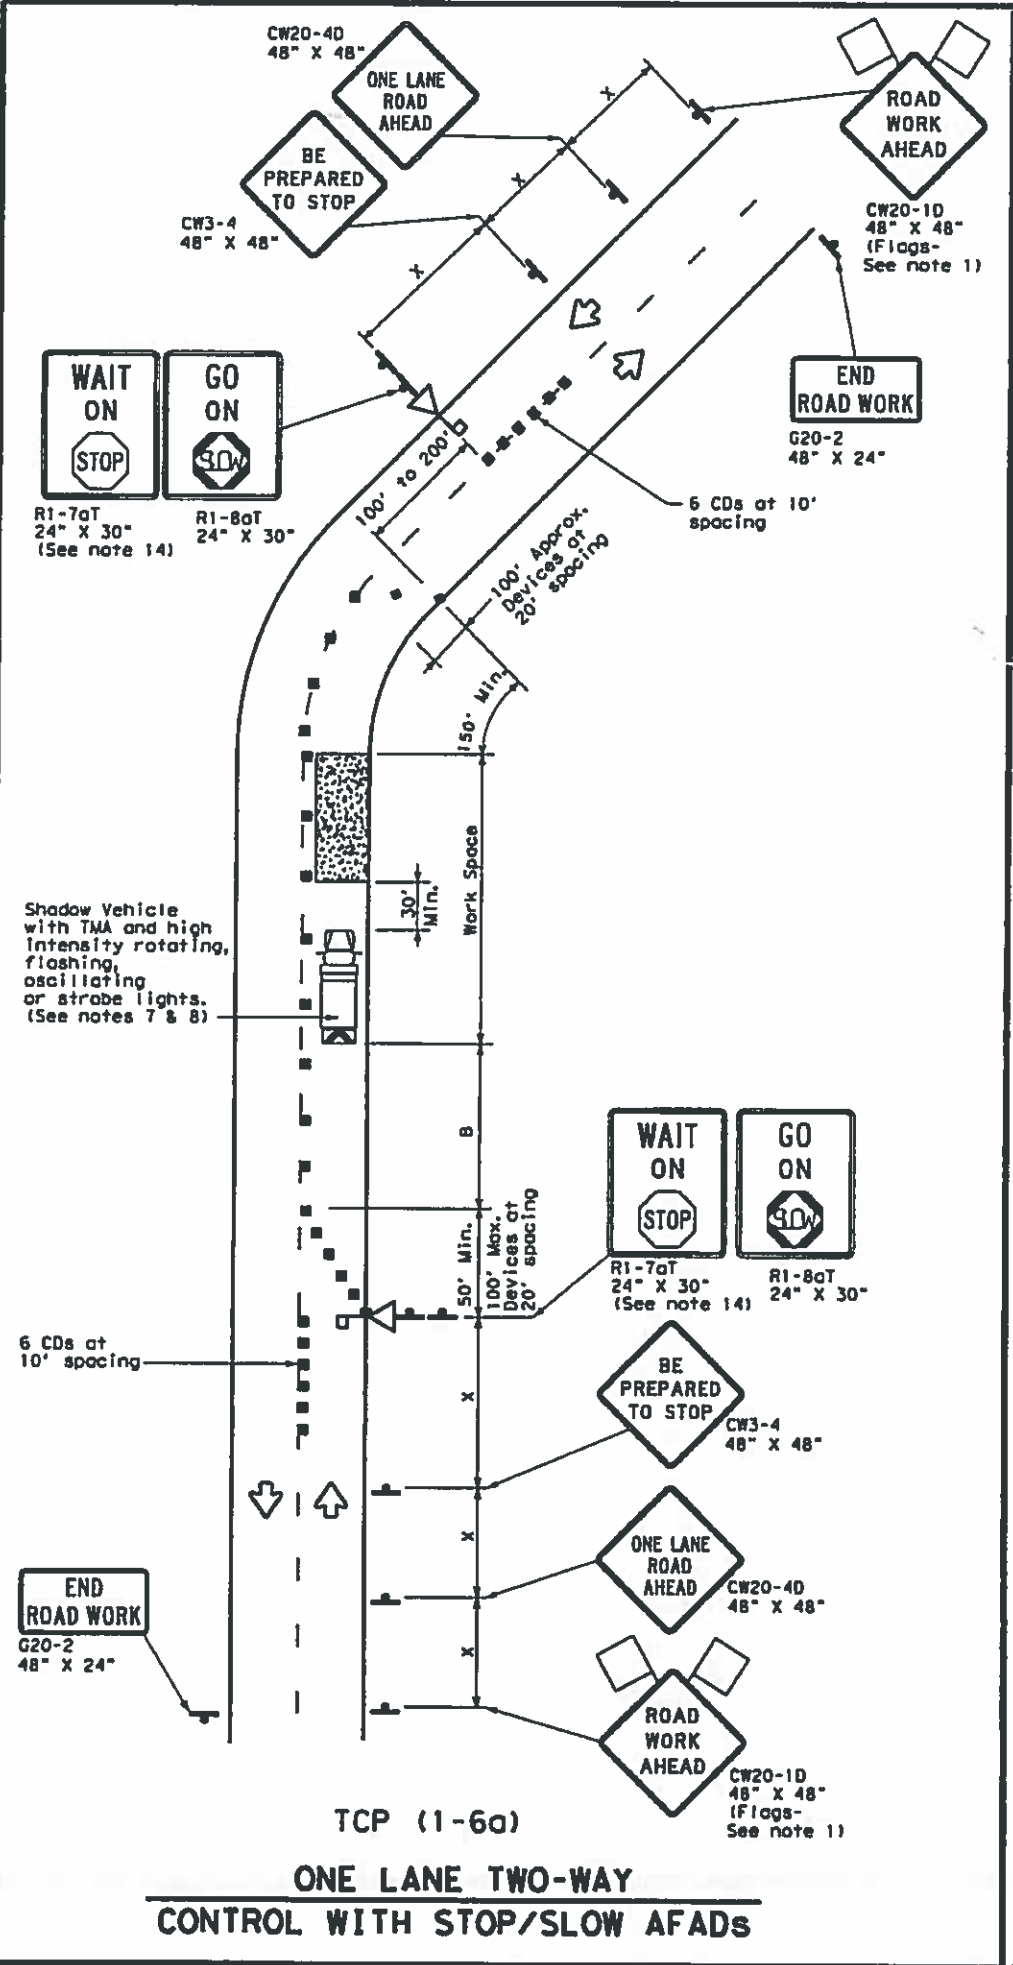 CW20-4D
48" X 48"
ONE LANE
ROAD
AHEAD
BE
PREPARED
TO STOP
CW3-4
48" X 48"
ROAD
WORK
AHEAD
CW20-1D
48" X 48"
(Flags-
See note 1)
X
X
X
WAIT
ON
STOP
GO
ON
SLOW
R1-7aT
24" X 30"
(See note 14)
R1-8aT
24" X 30"
END
ROAD WORK
G20-2
48" X 24"
100' to 200'
6 CDs at 10'
spacing
100' Approx.
Devices at
20' spacing
150' Min.
Work Space
30'
Min.
Shadow Vehicle
with TMA and high
intensity rotating,
flashing,
oscillating
or strobe lights.
(See notes 7 & 8)
B
50' Min.
100' Max.
Devices at
20' spacing
WAIT
ON
STOP
GO
ON
SLOW
R1-7aT
24" X 30"
(See note 14)
R1-8aT
24" X 30"
6 CDs at
10' spacing
X
BE
PREPARED
TO STOP
CW3-4
48" X 48"
X
ONE LANE
ROAD
AHEAD
CW20-4D
48" X 48"
X
END
ROAD WORK
G20-2
48" X 24"
ROAD
WORK
AHEAD
CW20-1D
48" X 48"
(Flags-
See note 1)
TCP (1-6a)
ONE LANE TWO-WAY
CONTROL WITH STOP/SLOW AFADs